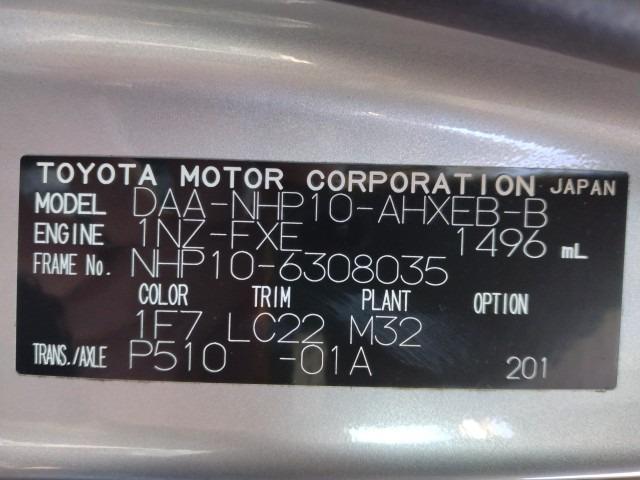 TOYOTA MOTOR CORPORATION JAPAN
MODEL DAA-NHP10-AHXEB-B
ENGINE 1NZ-FXE 1496 mL
FRAME No. NHP10-6308035
COLOR TRIM PLANT OPTION
1F7 LC22 M32
TRANS./AXLE P510 -01A 201